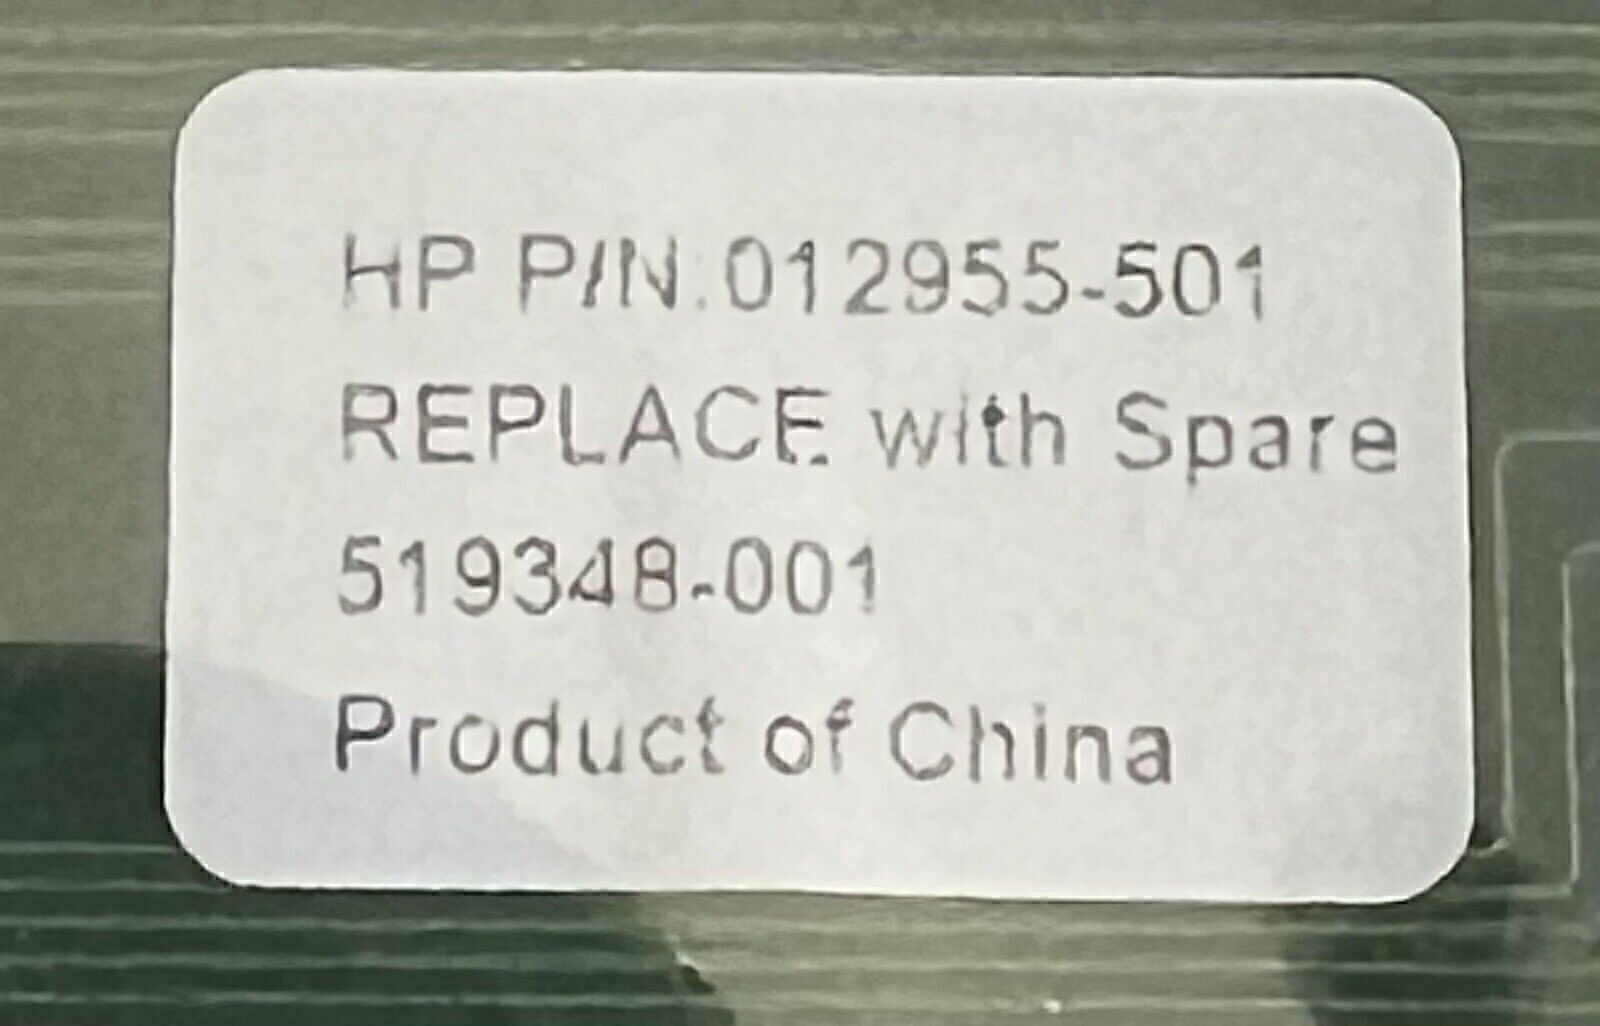 HP P/N:012955-501
REPLACE with Spare
519348-001
Product of China